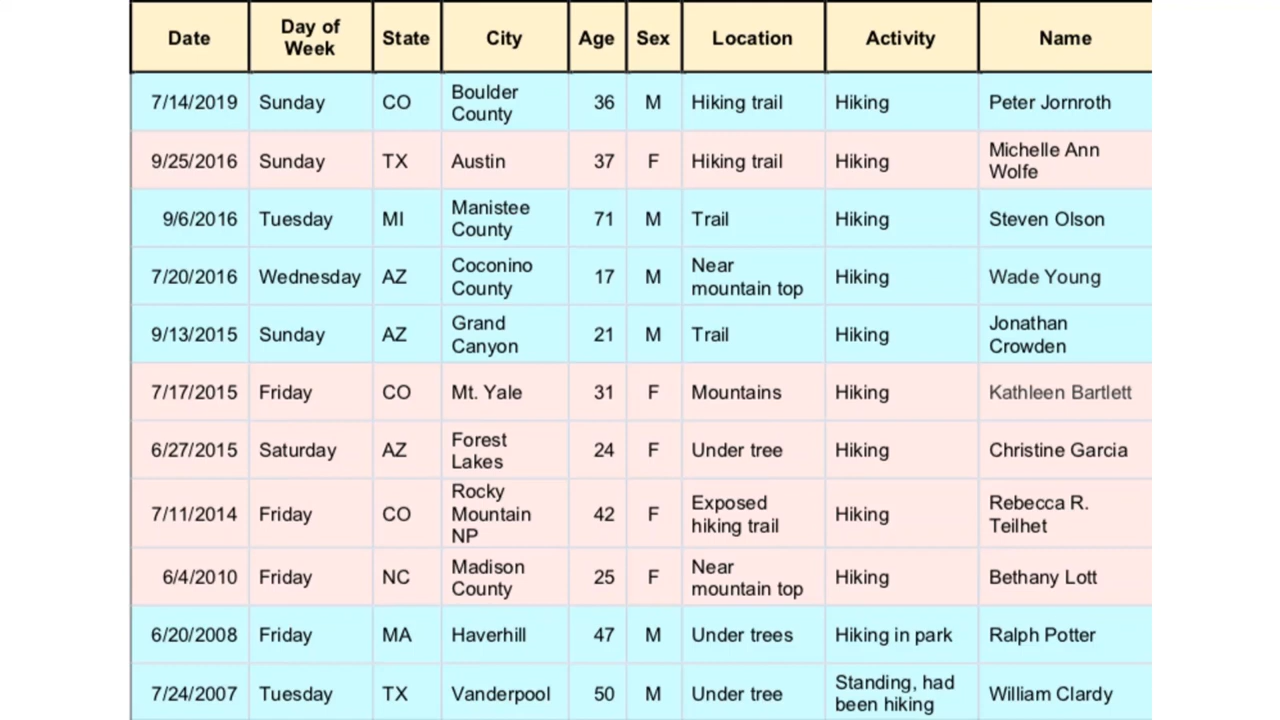 Date Day of Week State City Age Sex Location Activity Name
7/14/2019 Sunday CO Boulder County 36 M Hiking trail Hiking Peter Jornroth
9/25/2016 Sunday TX Austin 37 F Hiking trail Hiking Michelle Ann Wolfe
9/6/2016 Tuesday MI Manistee County 71 M Trail Hiking Steven Olson
7/20/2016 Wednesday AZ Coconino County 17 M Near mountain top Hiking Wade Young
9/13/2015 Sunday AZ Grand Canyon 21 M Trail Hiking Jonathan Crowden
7/17/2015 Friday CO Mt. Yale 31 F Mountains Hiking Kathleen Bartlett
6/27/2015 Saturday AZ Forest Lakes 24 F Under tree Hiking Christine Garcia
7/11/2014 Friday CO Rocky Mountain NP 42 F Exposed hiking trail Hiking Rebecca R. Teilhet
6/4/2010 Friday NC Madison County 25 F Near mountain top Hiking Bethany Lott
6/20/2008 Friday MA Haverhill 47 M Under trees Hiking in park Ralph Potter
7/24/2007 Tuesday TX Vanderpool 50 M Under tree Standing, had been hiking William Clardy